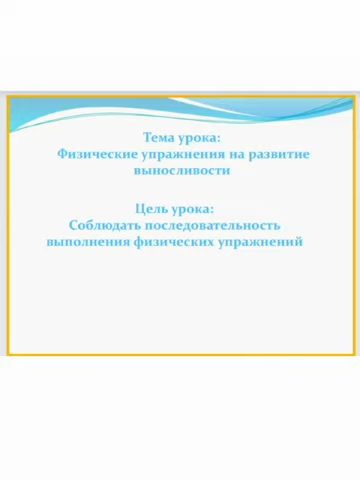 Тема урока:
Физические упражнения на развитие
выносливости
Цель урока:
Соблюдать последовательность
выполнения физических упражнений